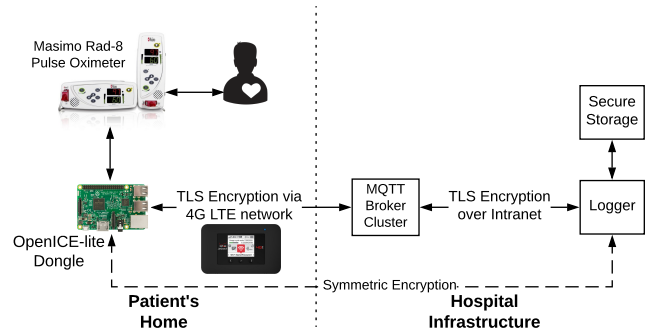 Masimo Rad-8
Pulse Oximeter
Secure
Storage
TLS Encryption via
4G LTE network
MQTT
Broker
Cluster
TLS Encryption
over Intranet
Logger
OpenICE-lite
Dongle
Symmetric Encryption
Patient's
Home
Hospital
Infrastructure